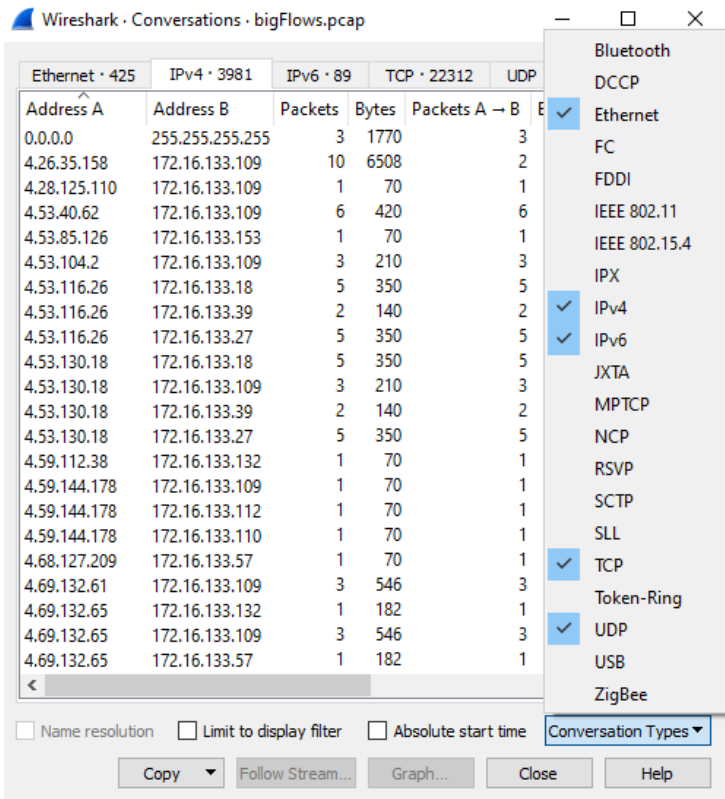 Wireshark · Conversations · bigFlows.pcap
Ethernet · 425 IPv4 · 3981 IPv6 · 89 TCP · 22312 UDP
Address A Address B Packets Bytes Packets A → B
0.0.0.0 255.255.255.255 3 1770 3
4.26.35.158 172.16.133.109 10 6508 2
4.28.125.110 172.16.133.109 1 70 1
4.53.40.62 172.16.133.109 6 420 6
4.53.85.126 172.16.133.153 1 70 1
4.53.104.2 172.16.133.109 3 210 3
4.53.116.26 172.16.133.18 5 350 5
4.53.116.26 172.16.133.39 2 140 2
4.53.116.26 172.16.133.27 5 350 5
4.53.130.18 172.16.133.18 5 350 5
4.53.130.18 172.16.133.109 3 210 3
4.53.130.18 172.16.133.39 2 140 2
4.53.130.18 172.16.133.27 5 350 5
4.59.112.38 172.16.133.132 1 70 1
4.59.144.178 172.16.133.109 1 70 1
4.59.144.178 172.16.133.112 1 70 1
4.59.144.178 172.16.133.110 1 70 1
4.68.127.209 172.16.133.57 1 70 1
4.69.132.61 172.16.133.109 3 546 3
4.69.132.65 172.16.133.132 1 182 1
4.69.132.65 172.16.133.109 3 546 3
4.69.132.65 172.16.133.57 1 182 1
Bluetooth
DCCP
Ethernet
FC
FDDI
IEEE 802.11
IEEE 802.15.4
IPX
IPv4
IPv6
JXTA
MPTCP
NCP
RSVP
SCTP
SLL
TCP
Token-Ring
UDP
USB
ZigBee
Name resolution Limit to display filter Absolute start time Conversation Types
Copy Follow Stream... Graph... Close Help